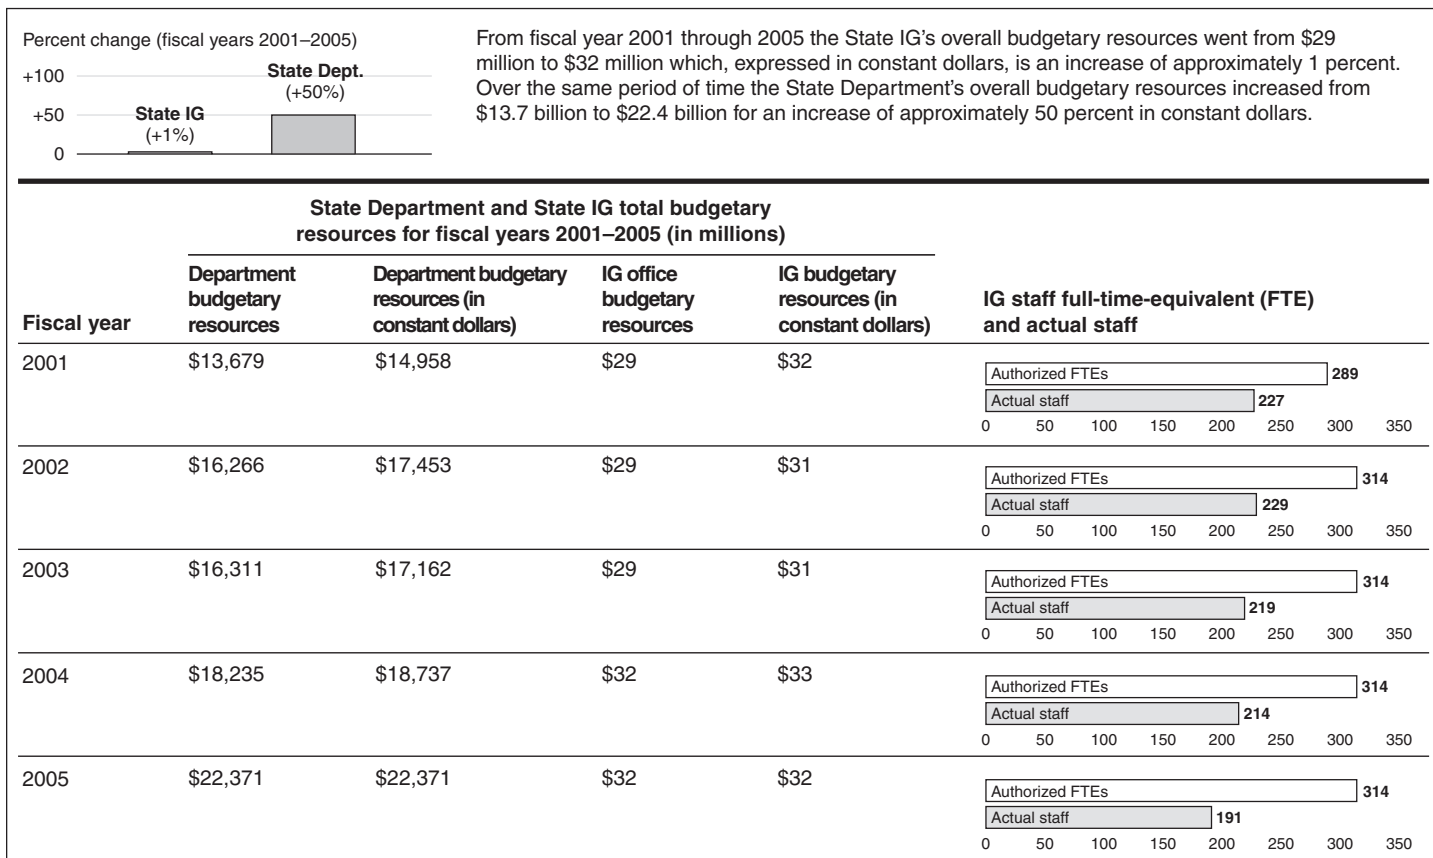 Percent change (fiscal years 2001–2005)
+100
State Dept.
(+50%)
+50
State IG
(+1%)
0
From fiscal year 2001 through 2005 the State IG's overall budgetary resources went from $29
million to $32 million which, expressed in constant dollars, is an increase of approximately 1 percent.
Over the same period of time the State Department's overall budgetary resources increased from
$13.7 billion to $22.4 billion for an increase of approximately 50 percent in constant dollars.
State Department and State IG total budgetary
resources for fiscal years 2001–2005 (in millions)
Fiscal year
Department
budgetary
resources
Department budgetary
resources (in
constant dollars)
IG office
budgetary
resources
IG budgetary
resources (in
constant dollars)
IG staff full-time-equivalent (FTE)
and actual staff
2001 $13,679 $14,958 $29 $32
Authorized FTEs 289
Actual staff 227
0 50 100 150 200 250 300 350
2002 $16,266 $17,453 $29 $31
Authorized FTEs 314
Actual staff 229
0 50 100 150 200 250 300 350
2003 $16,311 $17,162 $29 $31
Authorized FTEs 314
Actual staff 219
0 50 100 150 200 250 300 350
2004 $18,235 $18,737 $32 $33
Authorized FTEs 314
Actual staff 214
0 50 100 150 200 250 300 350
2005 $22,371 $22,371 $32 $32
Authorized FTEs 314
Actual staff 191
0 50 100 150 200 250 300 350